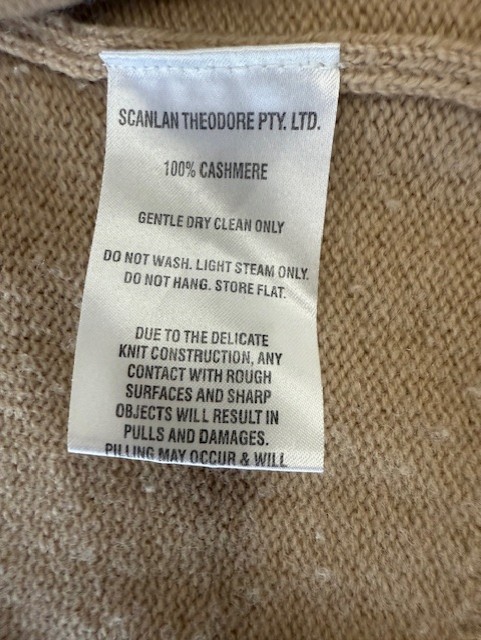 SCANLAN THEODORE PTY. LTD.
100% CASHMERE
GENTLE DRY CLEAN ONLY
DO NOT WASH. LIGHT STEAM ONLY.
DO NOT HANG. STORE FLAT.
DUE TO THE DELICATE
KNIT CONSTRUCTION, ANY
CONTACT WITH ROUGH
SURFACES AND SHARP
OBJECTS WILL RESULT IN
PULLS AND DAMAGES.
PILLING MAY OCCUR & WILL